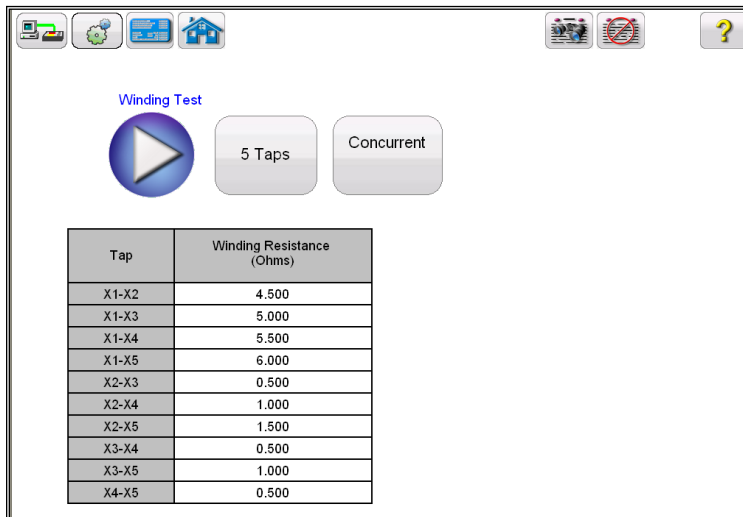 ?
Winding Test
5 Taps
Concurrent
Tap
Winding Resistance
(Ohms)
X1-X2 4.500
X1-X3 5.000
X1-X4 5.500
X1-X5 6.000
X2-X3 0.500
X2-X4 1.000
X2-X5 1.500
X3-X4 0.500
X3-X5 1.000
X4-X5 0.500